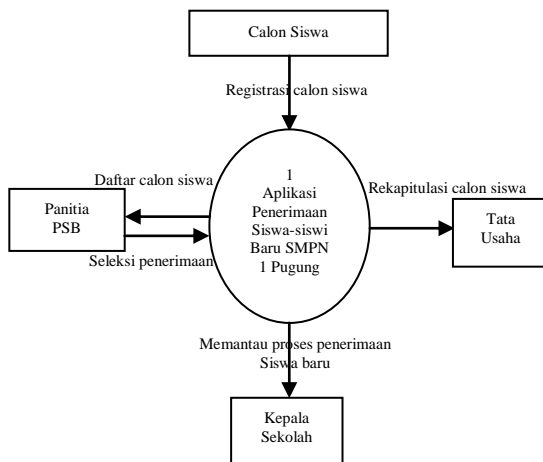 Calon Siswa
Registrasi calon siswa
1
Aplikasi
Penerimaan
Siswa-siswi
Baru SMPN
1 Pugung
Daftar calon siswa
Panitia
PSB
Seleksi penerimaan
Rekapitulasi calon siswa
Tata
Usaha
Memantau proses penerimaan
Siswa baru
Kepala
Sekolah